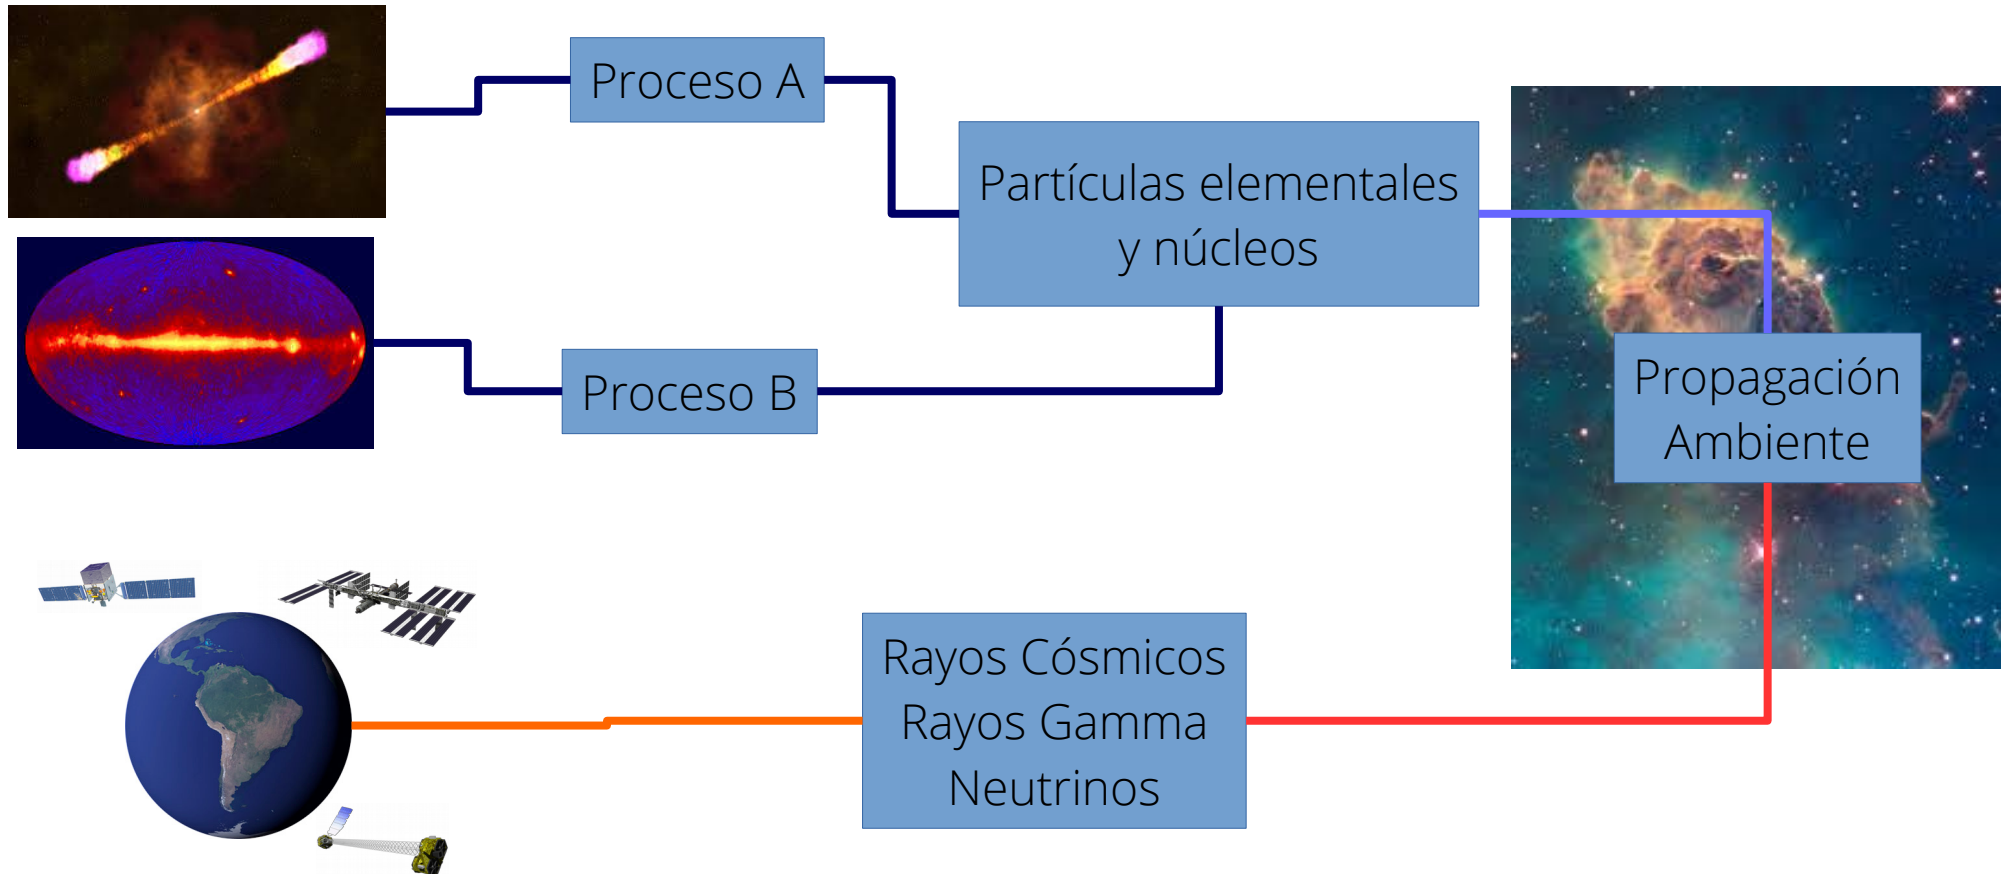 Proceso A
Partículas elementales
y núcleos
Proceso B
Propagación
Ambiente
Rayos Cósmicos
Rayos Gamma
Neutrinos